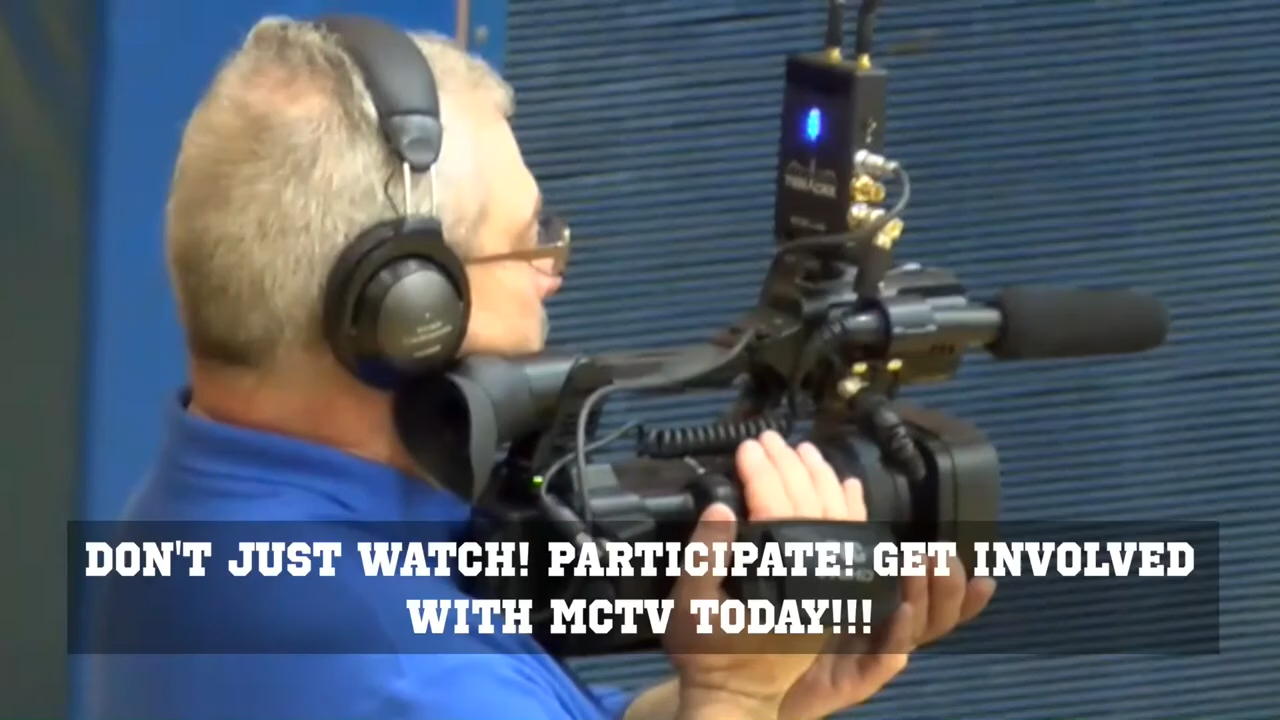 DON'T JUST WATCH! PARTICIPATE! GET INVOLVED
WITH MCTV TODAY!!!